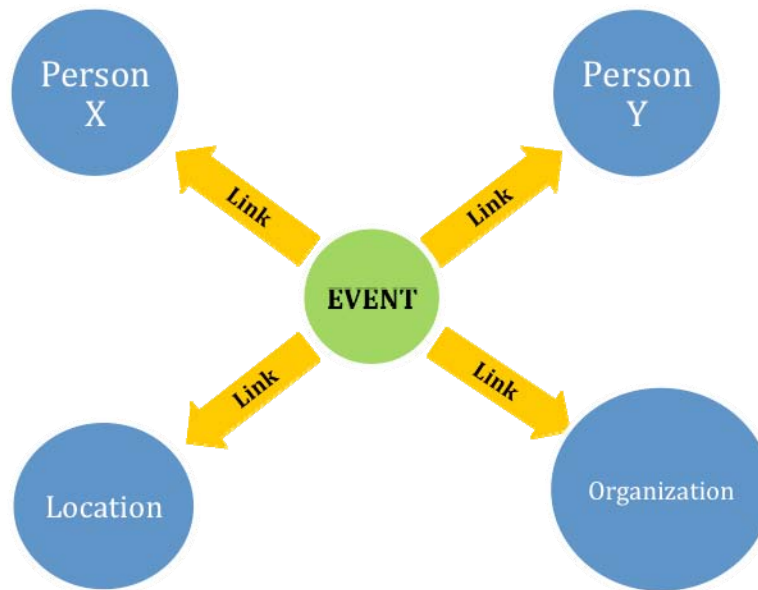 Person
X
Person
Y
Link
Link
EVENT
Link
Link
Location
Organization